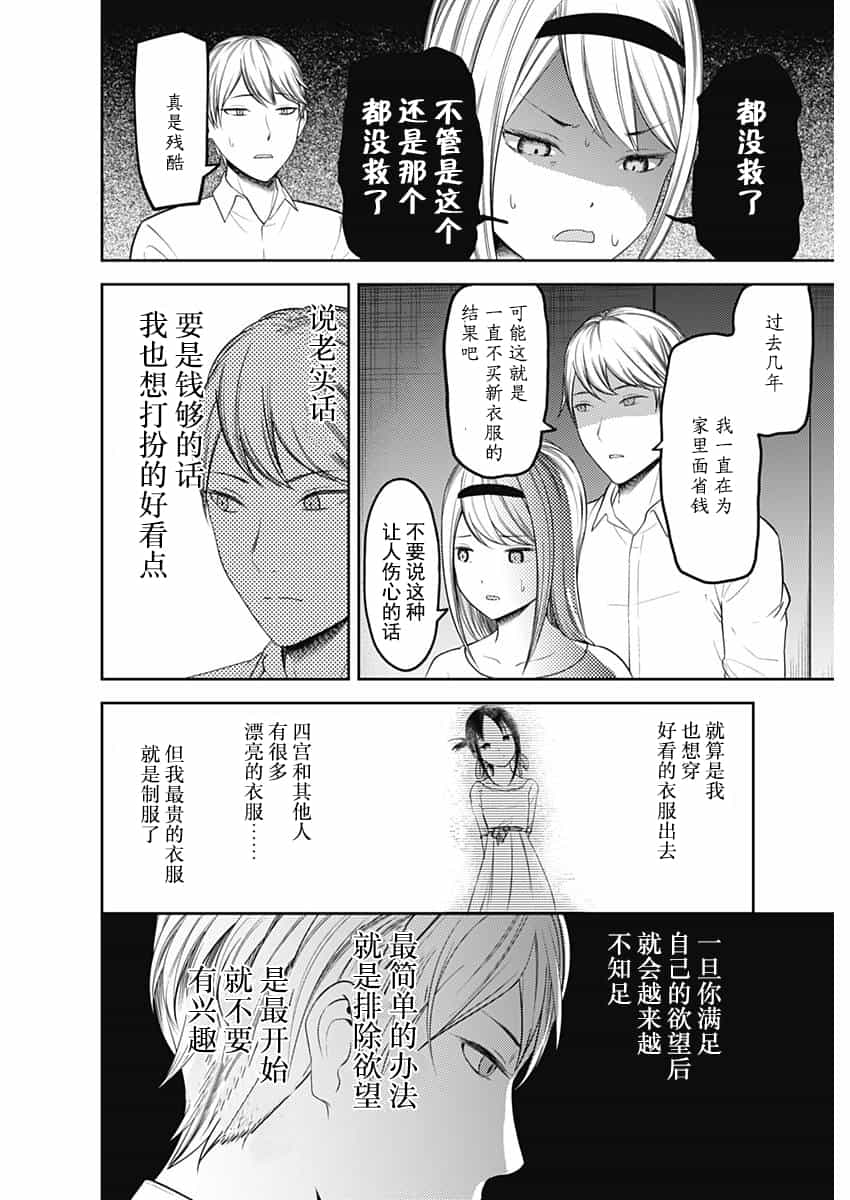 都没救了
不管是这个
还是那个
都没救了
真是残酷
过去几年
我一直在为
家里面省钱
可能这就是
一直不买新衣服的
结果吧
不要说这种
让人伤心的话
说老实话
要是钱够的话
我也想打扮的好看点
就算是我
也想穿
好看的衣服出去
四宫和其他人
有很多
漂亮的衣服……
但我最贵的衣服
就是制服了
一旦你满足
自己的欲望后
就会越来越
不知足
最简单的办法
就是排除欲望
是最开始
就不要
有兴趣